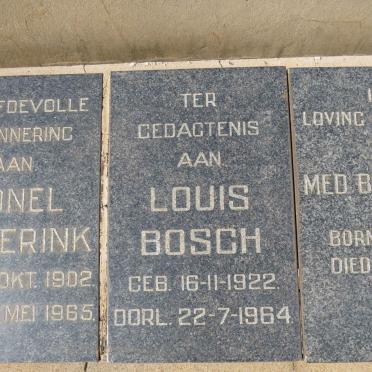 FDEVOLLE
NNERING
AAN
ONEL
ERINK
OKT. 1902.
MEI 1965.
TER
GEDAGTENIS
AAN
LOUIS
BOSCH
GEB. 16-11-1922.
OORL. 22-7-1964.
LOVING
MED B
BORN
DIED